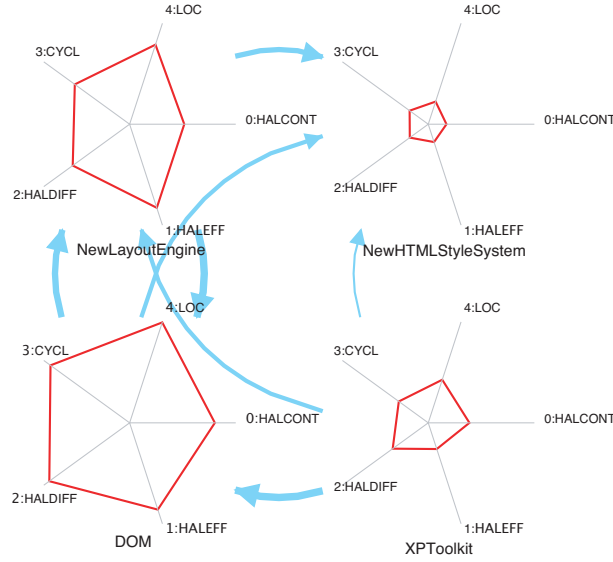 4:LOC
3:CYCL
0:HALCONT
2:HALDIFF
1:HALEFF
NewLayoutEngine
4:LOC
3:CYCL
0:HALCONT
2:HALDIFF
1:HALEFF
NewHTMLStyleSystem
4:LOC
3:CYCL
0:HALCONT
2:HALDIFF
1:HALEFF
DOM
4:LOC
3:CYCL
0:HALCONT
2:HALDIFF
1:HALEFF
XPToolkit